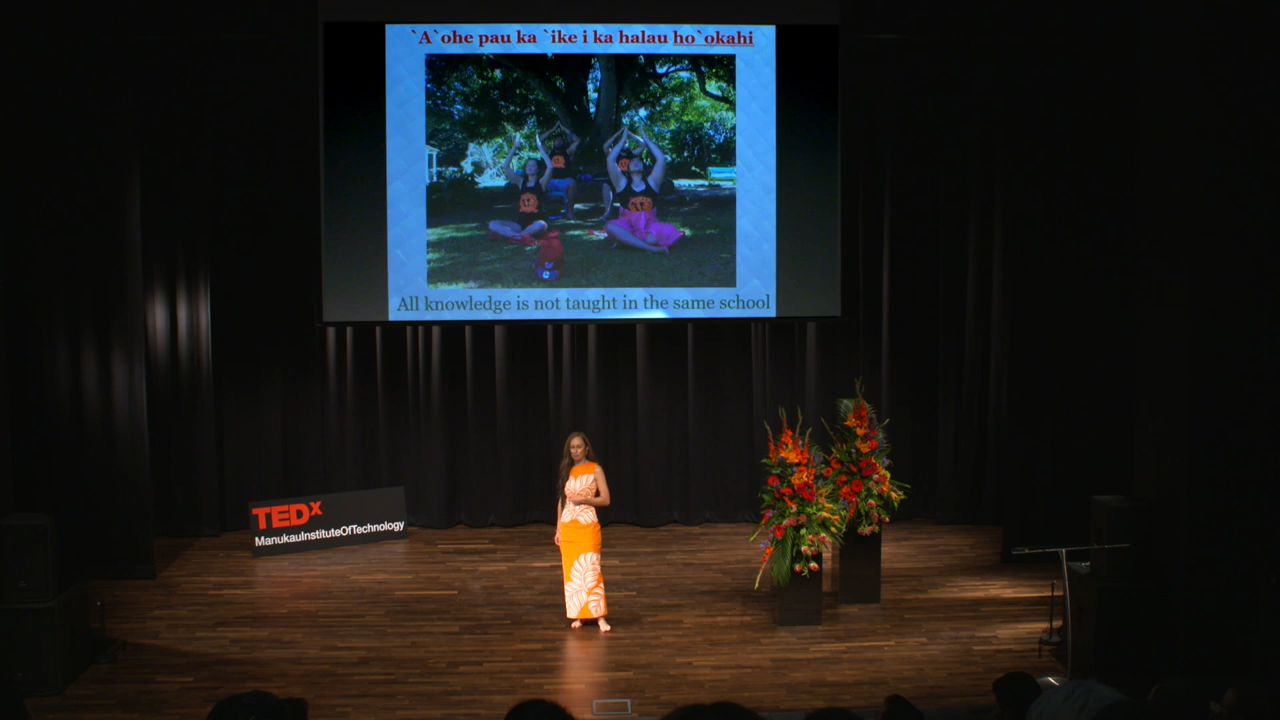 `A`ohe pau ka `ike i ka halau ho`okahi
All knowledge is not taught in the same school
TEDx
ManukauInstituteOfTechnology